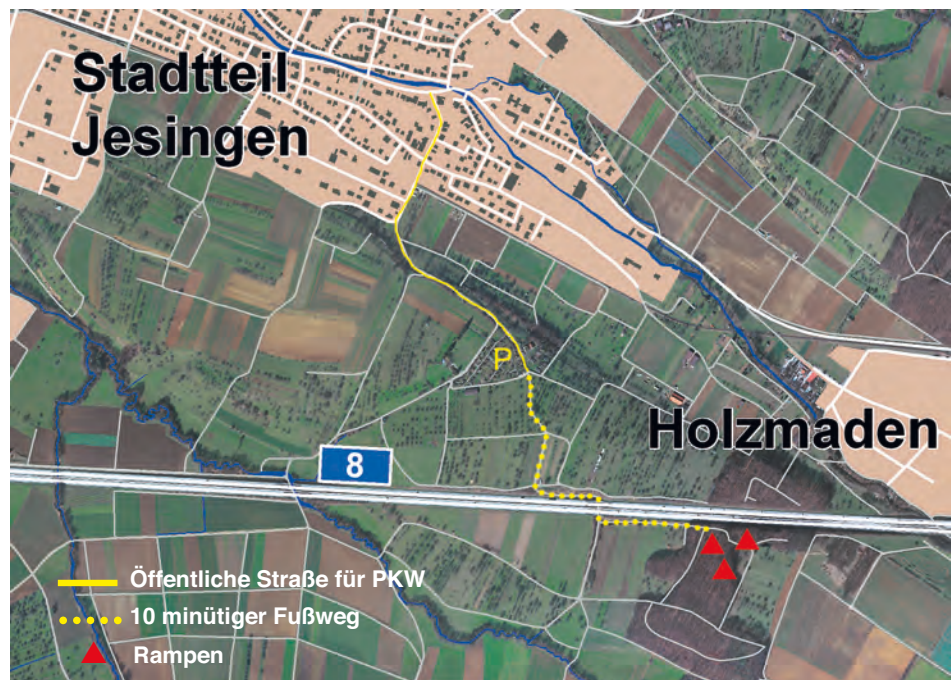 Stadtteil
Jesingen
P
Holzmaden
8
Öffentliche Straße für PKW
10 minütiger Fußweg
Rampen